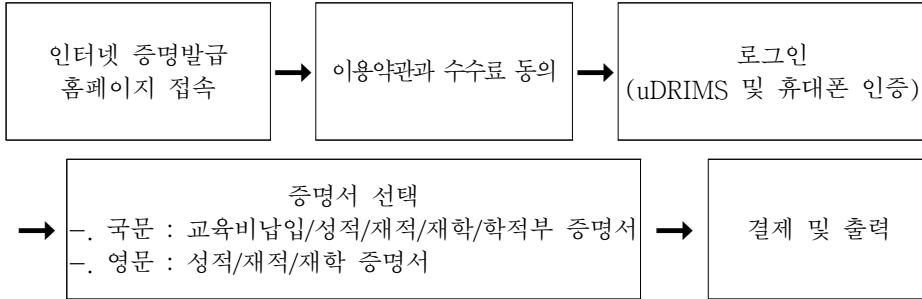 인터넷 증명발급
홈페이지 접속
이용약관과 수수료 동의
로그인
(uDRIMS 및 휴대폰 인증)
증명서 선택
-. 국문 : 교육비납입/성적/재적/재학/학적부 증명서
-. 영문 : 성적/재적/재학 증명서
결제 및 출력